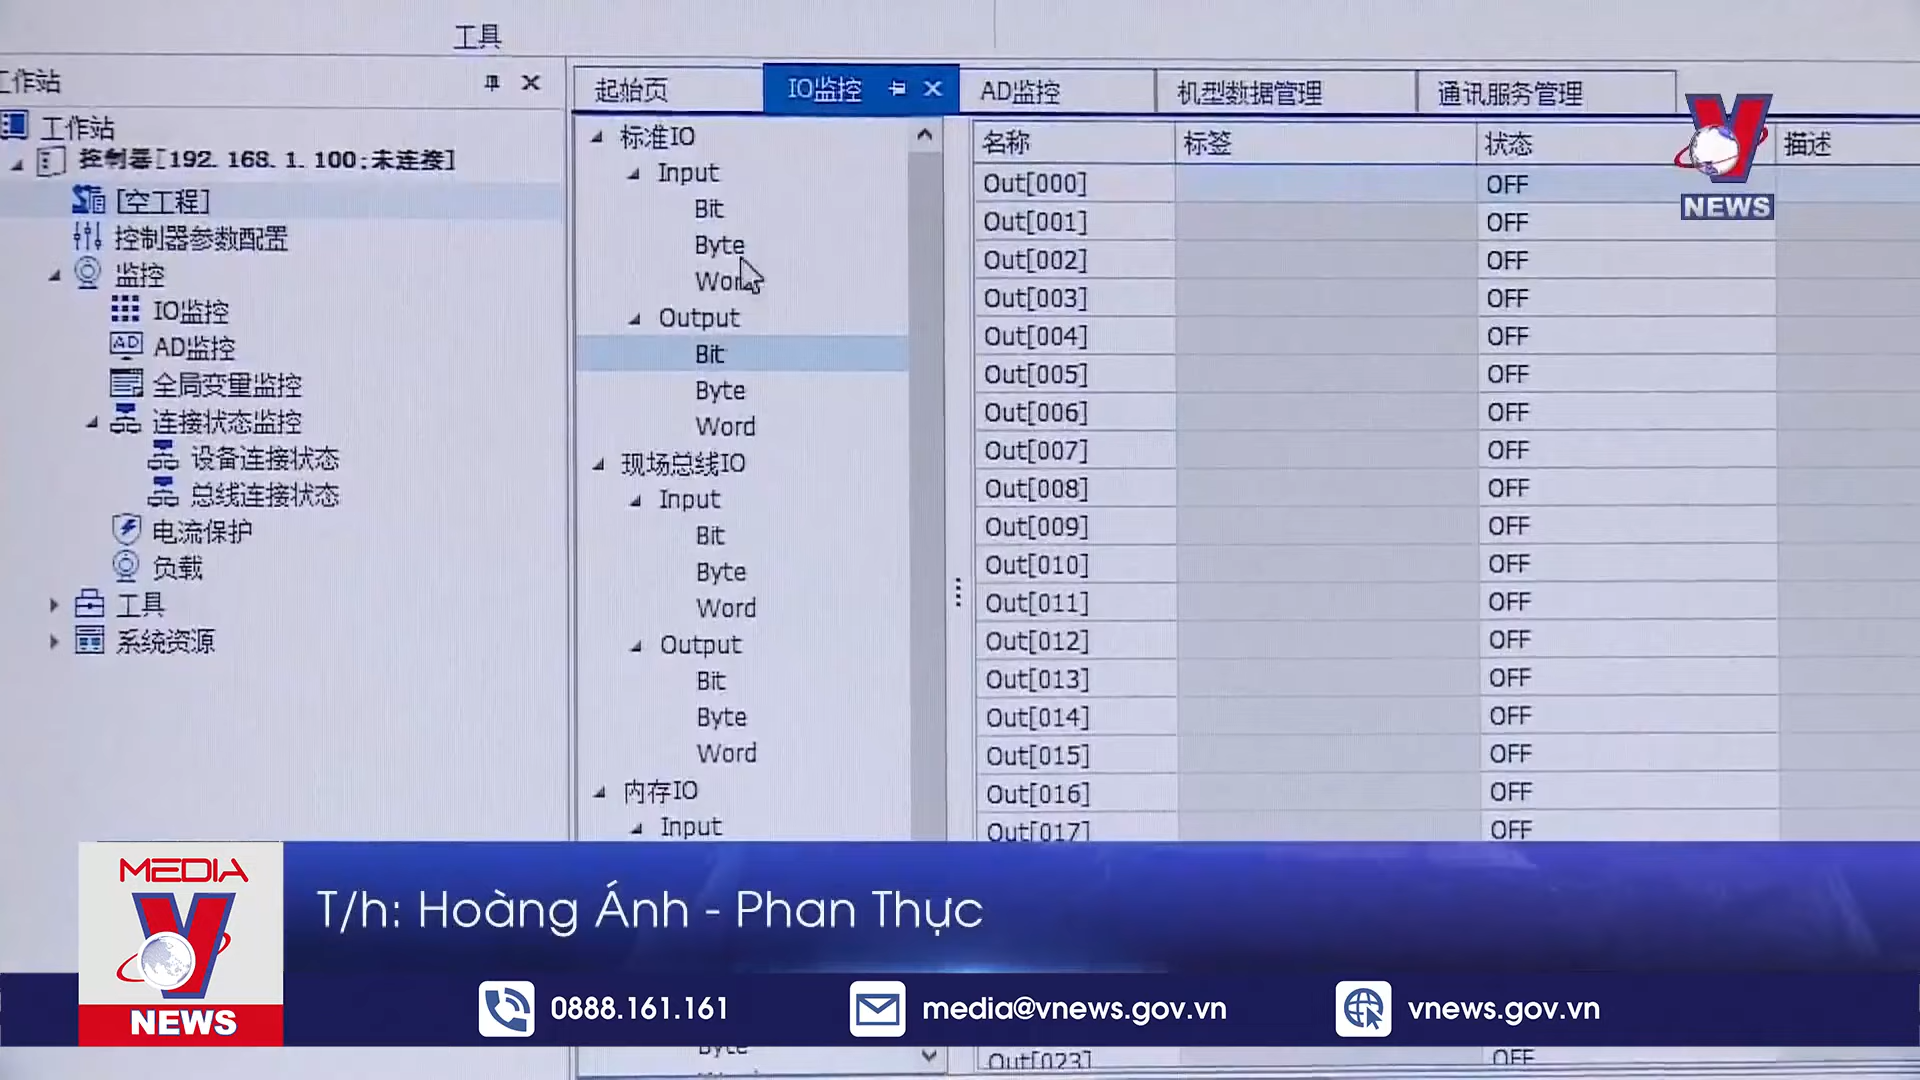 工具
工作站
工作站
控制器[192.168.1.100:未连接]
[空工程]
控制器参数配置
监控
IO监控
AD监控
全局变量监控
连接状态监控
设备连接状态
总线连接状态
电流保护
负载
工具
系统资源
起始页
IO监控
AD监控
机型数据管理
通讯服务管理
标准IO
Input
Bit
Byte
Word
Output
Bit
Byte
Word
现场总线IO
Input
Bit
Byte
Word
Output
Bit
Byte
Word
内存IO
Input
Byte
名称 标签 状态 描述
Out[000] OFF
Out[001] OFF
Out[002] OFF
Out[003] OFF
Out[004] OFF
Out[005] OFF
Out[006] OFF
Out[007] OFF
Out[008] OFF
Out[009] OFF
Out[010] OFF
Out[011] OFF
Out[012] OFF
Out[013] OFF
Out[014] OFF
Out[015] OFF
Out[016] OFF
Out[017] OFF
Out[023] OFF
V
NEWS
MEDIA
V
NEWS
T/h: Hoàng Ánh - Phan Thực
0888.161.161
media@vnews.gov.vn
vnews.gov.vn